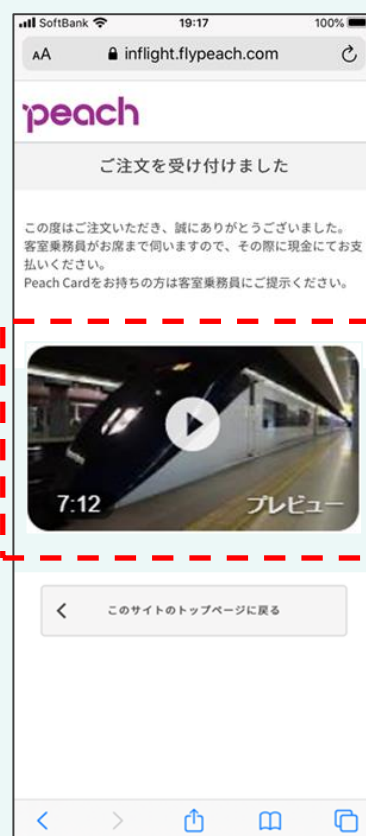 SoftBank 19:17 100%
AA inflight.flypeach.com
peach
ご注文を受け付けました
この度はご注文いただき、誠にありがとうございました。
客室乗務員がお席まで伺いますので、その際に現金にてお支
払いください。
Peach Cardをお持ちの方は客室乗務員にご提示ください。
7:12 プレビュー
このサイトのトップページに戻る